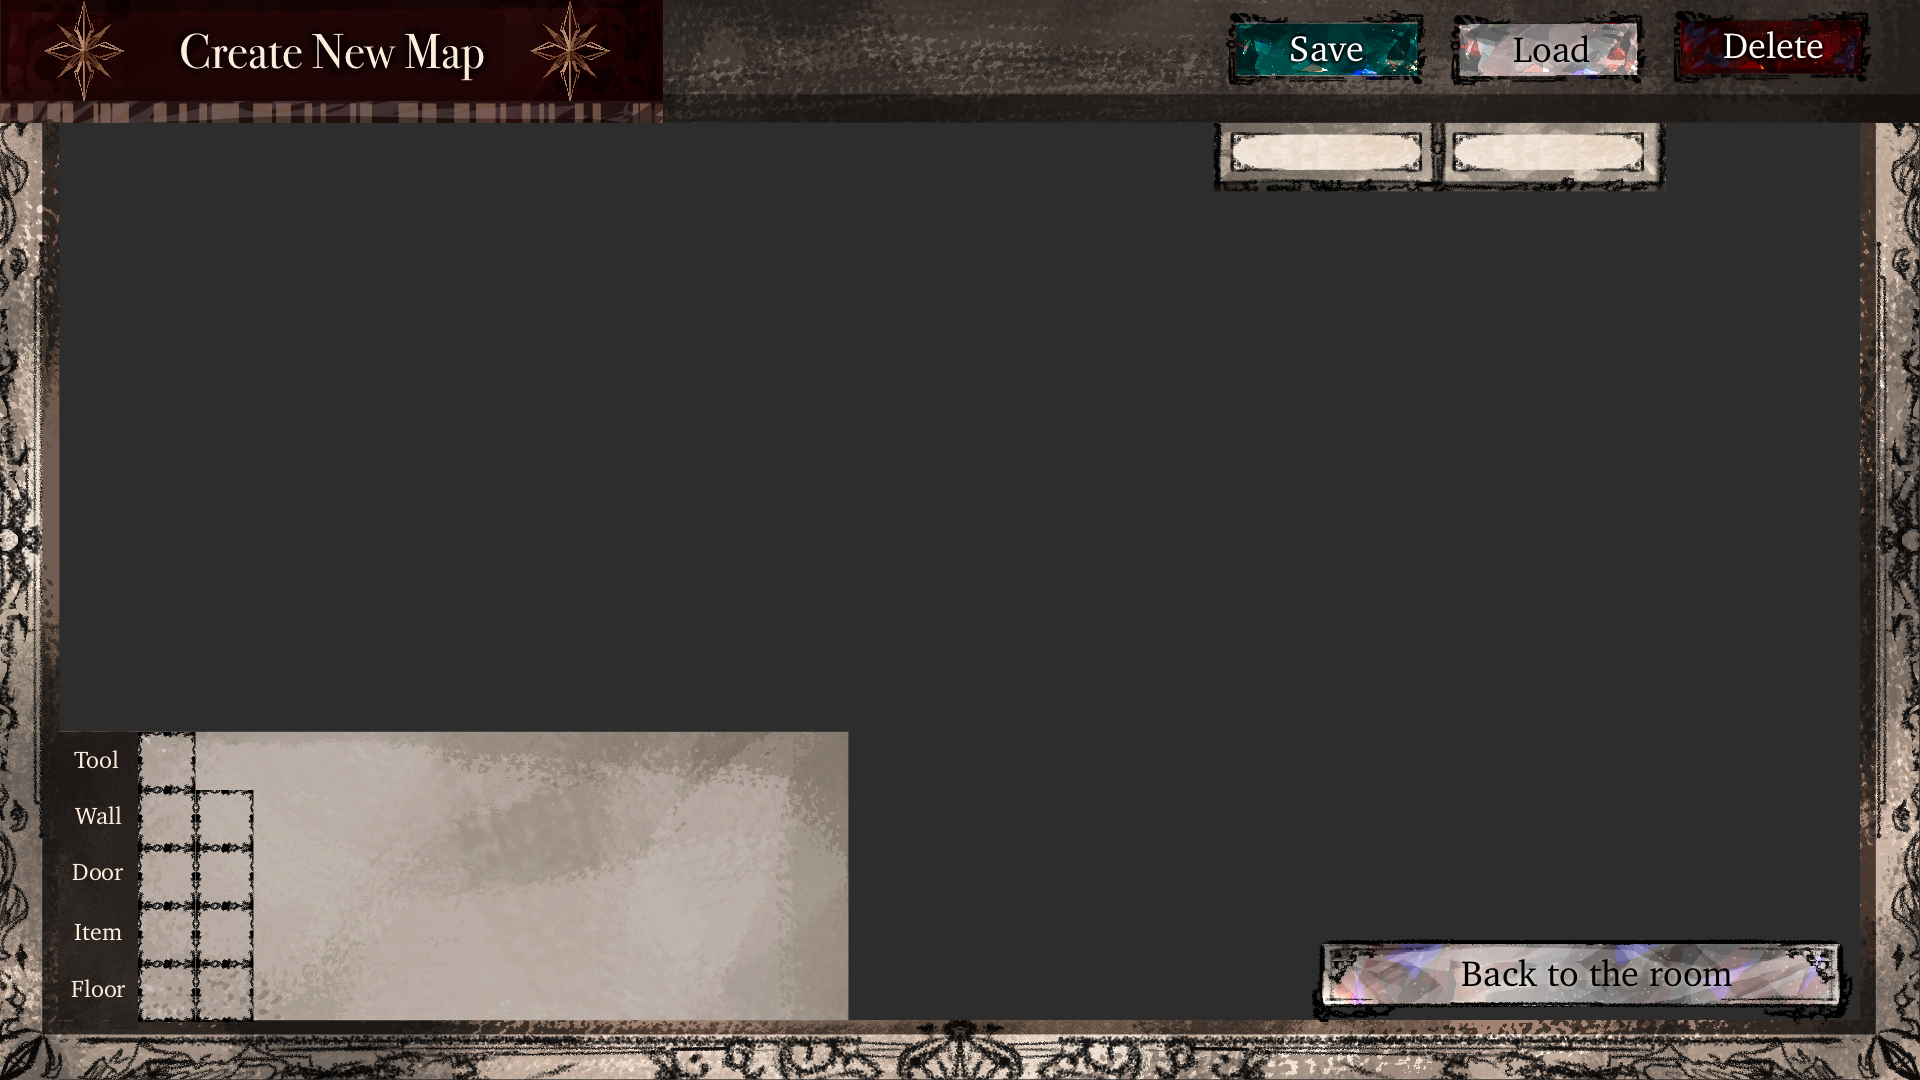 Create New Map
Save
Load
Delete
Tool
Wall
Door
Item
Floor
Back to the room